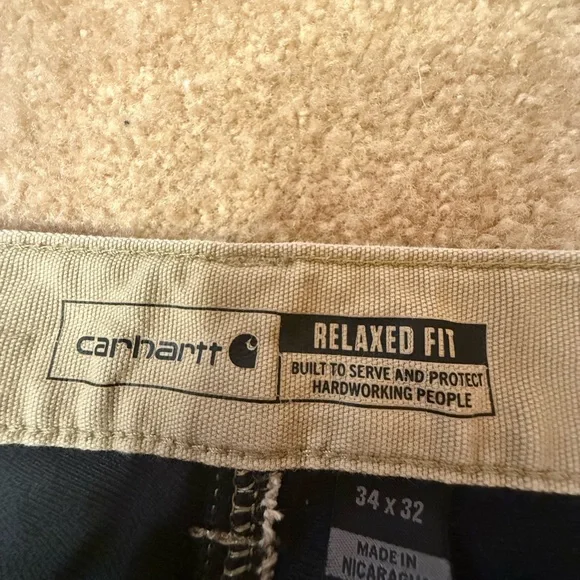 carhartt
RELAXED FIT
BUILT TO SERVE AND PROTECT
HARDWORKING PEOPLE
34 x 32
MADE IN